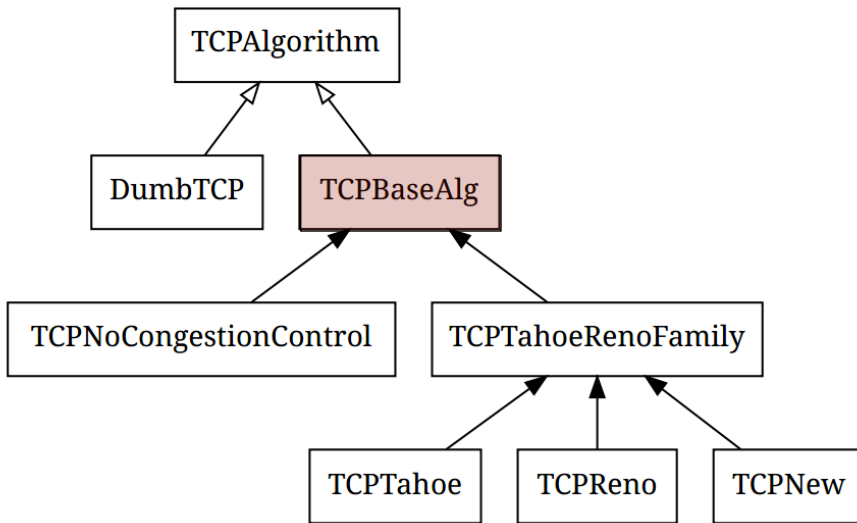 TCPAlgorithm
DumbTCP
TCPBaseAlg
TCPNoCongestionControl
TCPTahoeRenoFamily
TCPTahoe
TCPReno
TCPNew